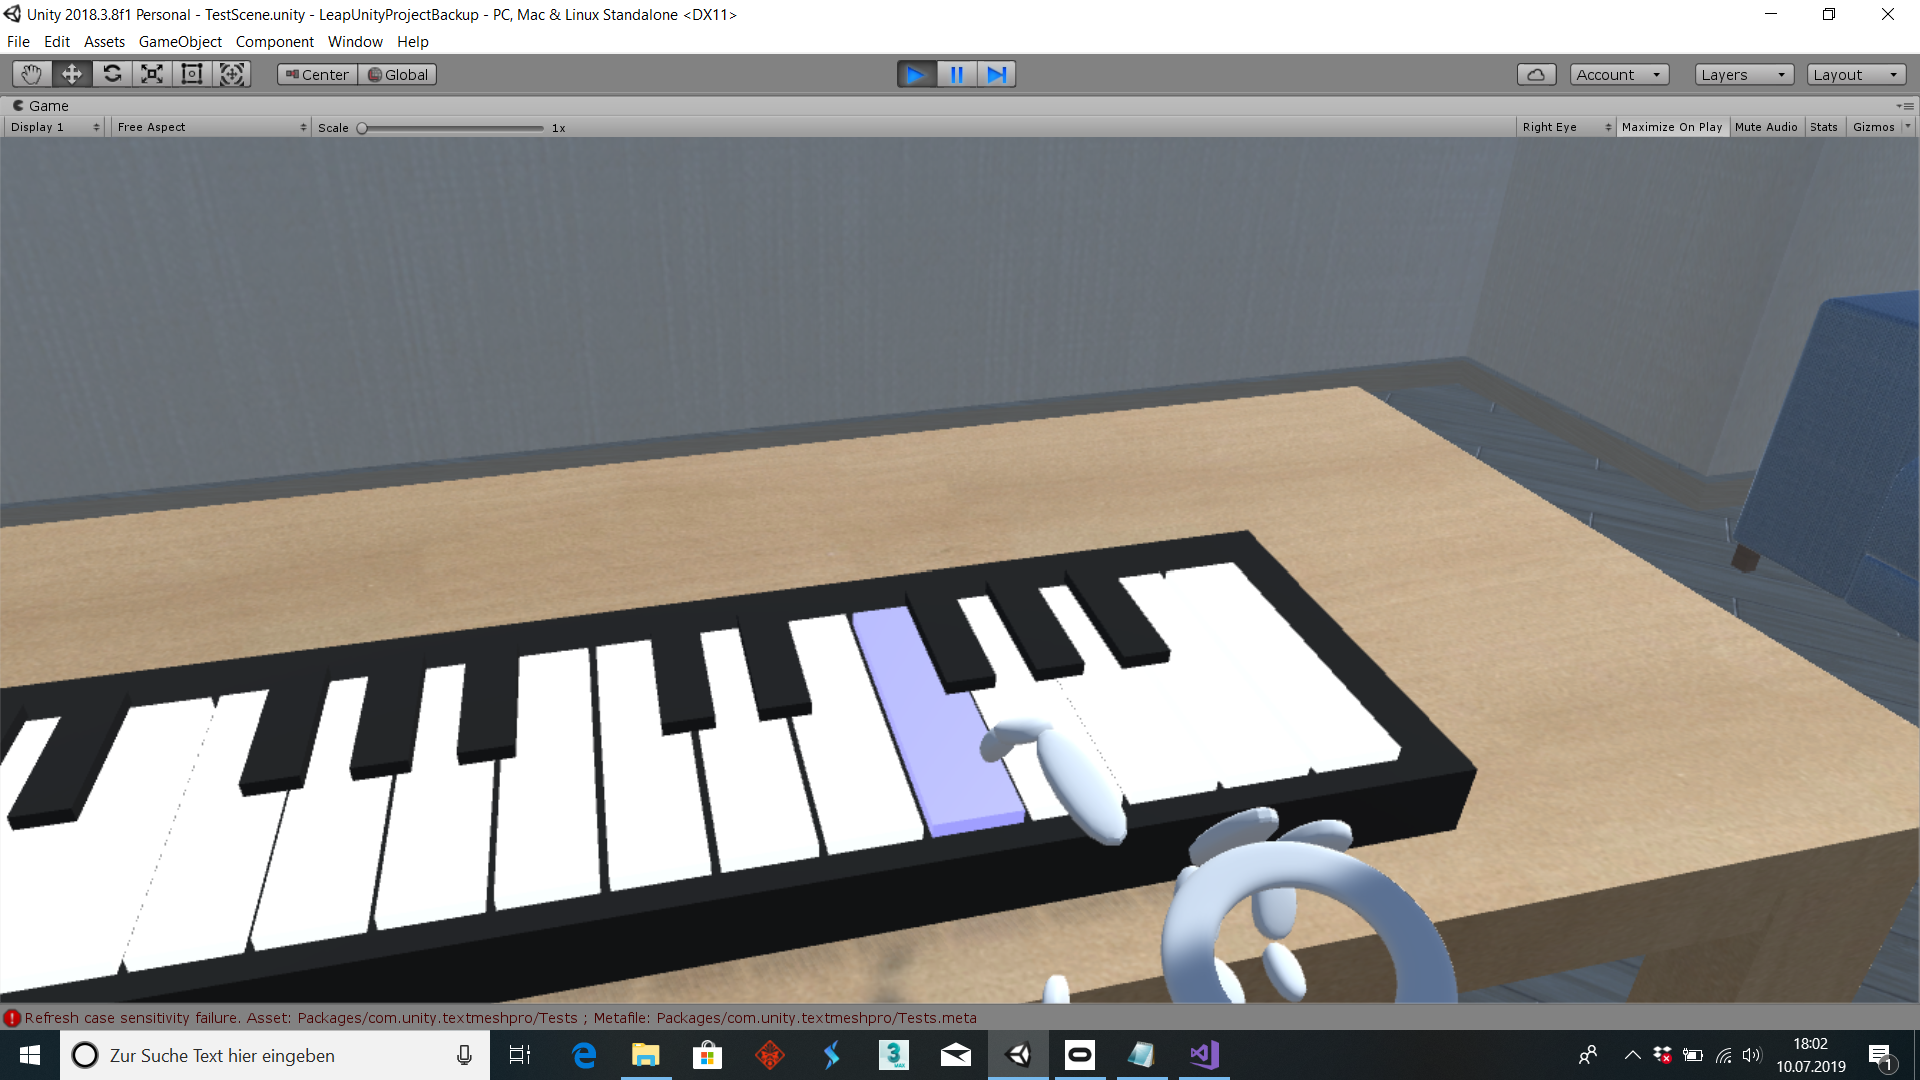 Unity 2018.3.8f1 Personal - TestScene.unity - LeapUnityProjectBackup - PC, Mac & Linux Standalone <DX11>
File Edit Assets GameObject Component Window Help
Center Global Account Layers Layout
Game
Display 1 Free Aspect Scale 1x Right Eye Maximize On Play Mute Audio Stats Gizmos
Refresh case sensitivity failure. Asset: Packages/com.unity.textmeshpro/Tests ; Metafile: Packages/com.unity.textmeshpro/Tests.meta
Zur Suche Text hier eingeben
3
MAX
18:02
10.07.2019
1